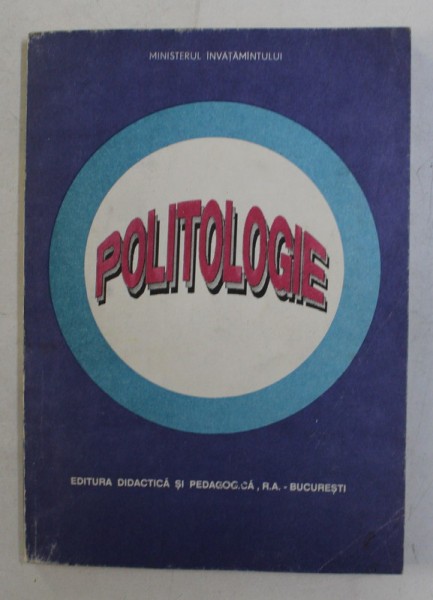 MINISTERUL ÎNVĂȚĂMÎNTULUI
POLITOLOGIE
EDITURA DIDACTICĂ ȘI PEDAGOGICĂ, R.A. - BUCUREȘTI